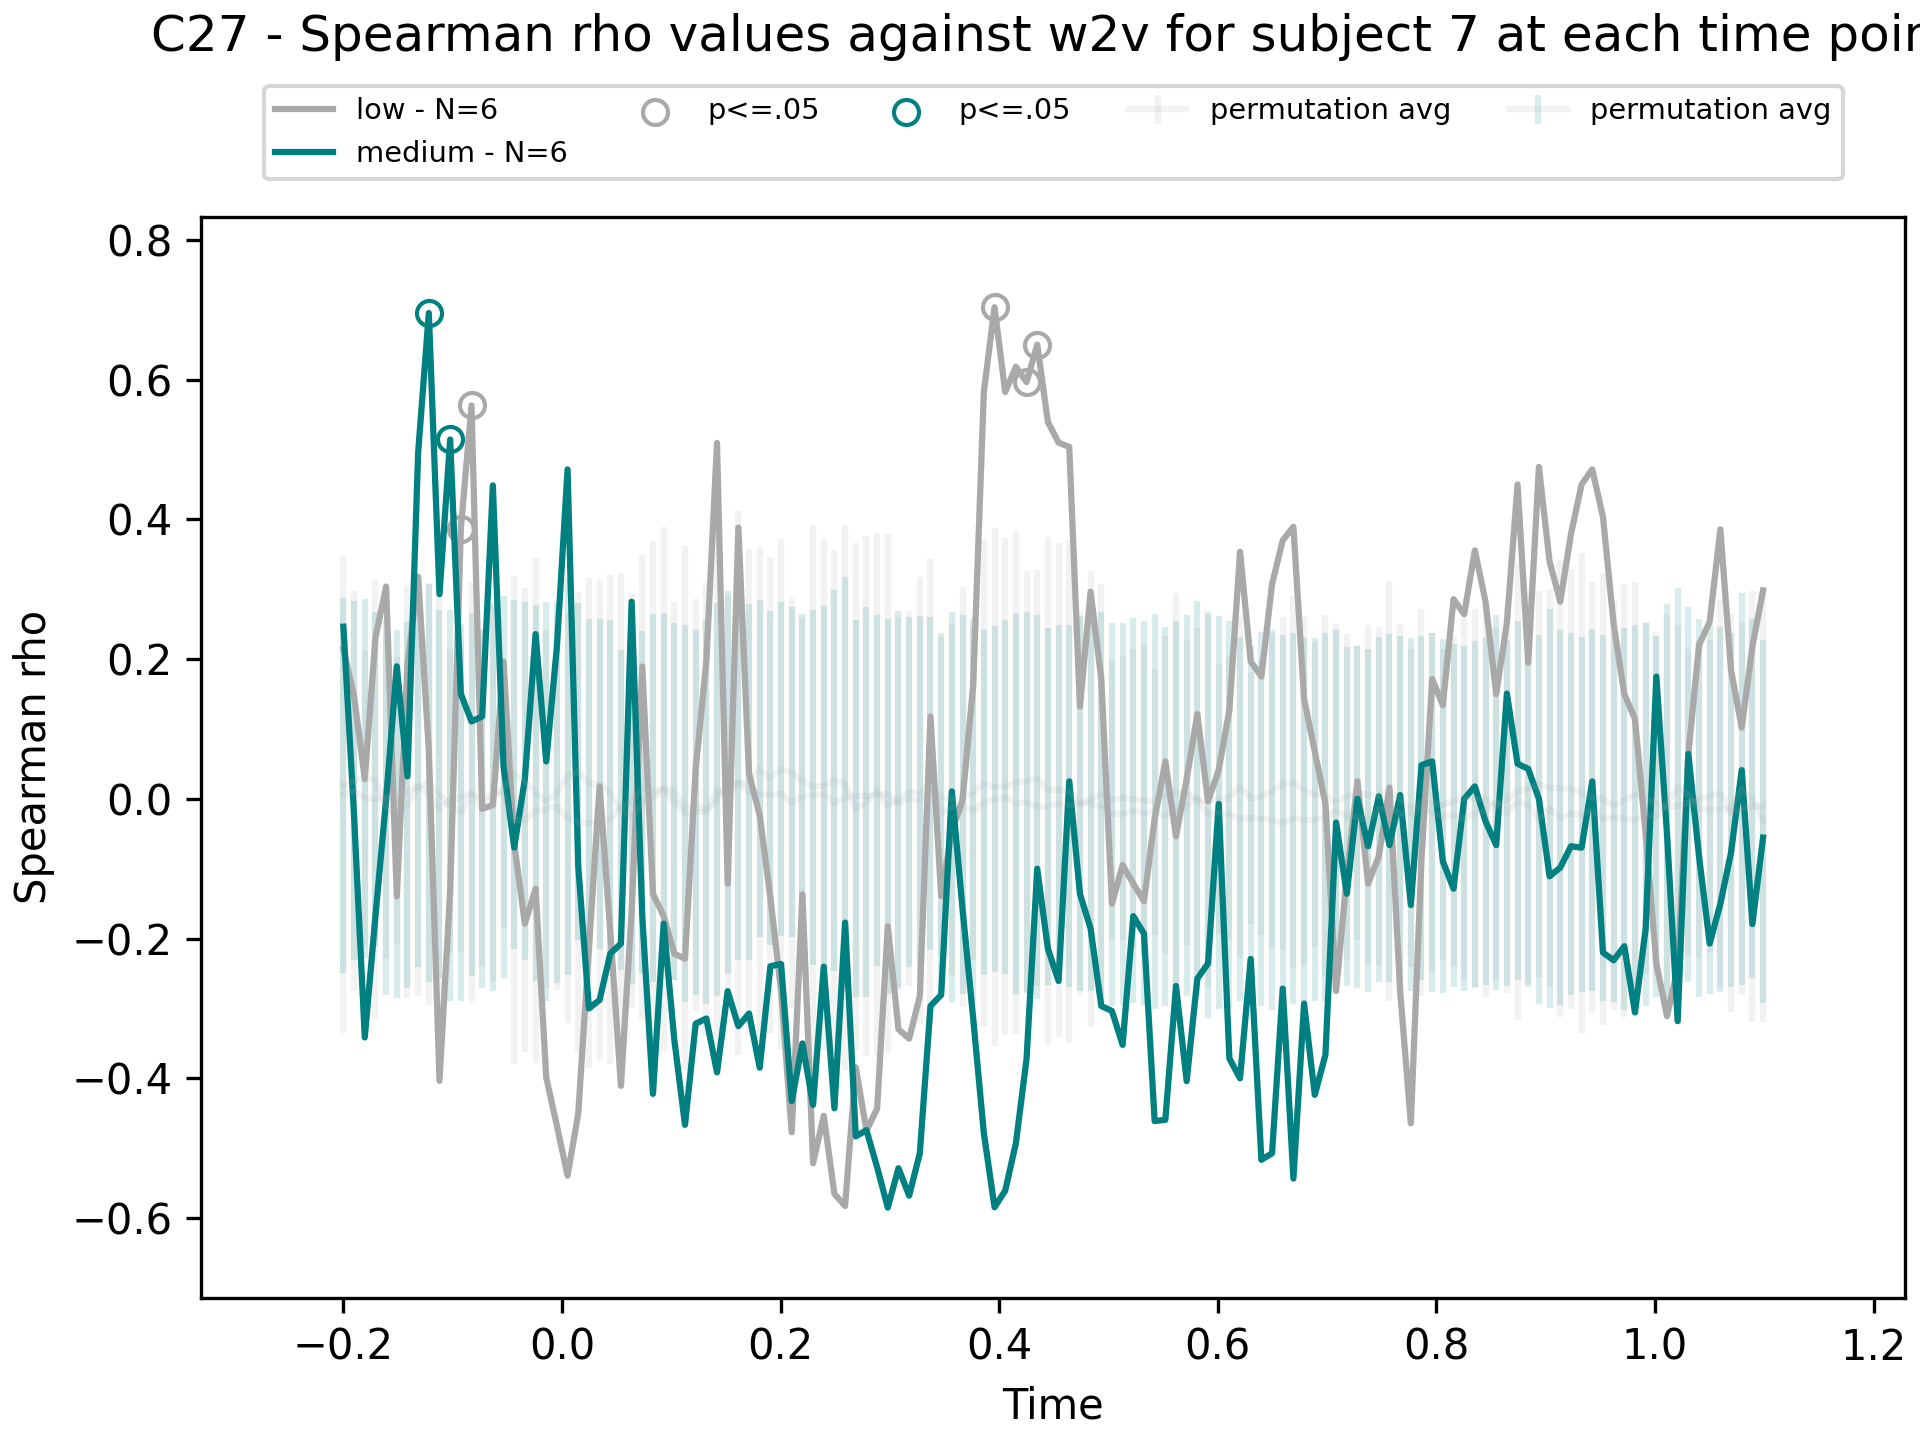 C27 - Spearman rho values against w2v for subject 7 at each time poin
low - N=6 p<=.05 p<=.05 permutation avg permutation avg
medium - N=6
0.8
0.6
0.4
0.2
0.0
−0.2
−0.4
−0.6
Spearman rho
−0.2 0.0 0.2 0.4 0.6 0.8 1.0 1.2
Time